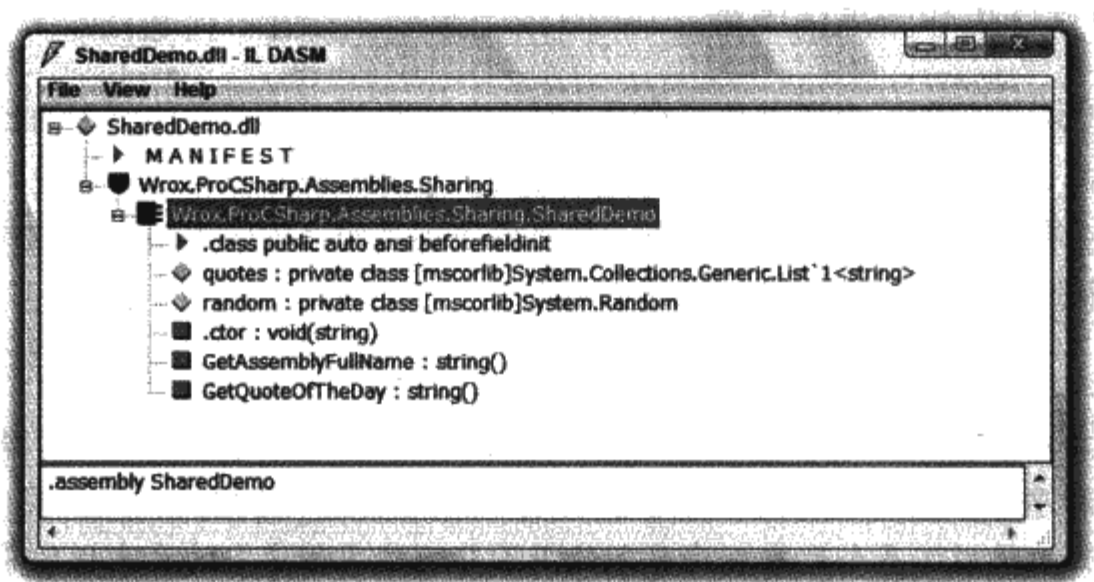 SharedDemo.dll - IL DASM
File View Help
SharedDemo.dll
M A N I F E S T
Wrox.ProCSharp.Assemblies.Sharing
Wrox.ProCSharp.Assemblies.Sharing.SharedDemo
.class public auto ansi beforefieldinit
quotes : private class [mscorlib]System.Collections.Generic.List`1<string>
random : private class [mscorlib]System.Random
.ctor : void(string)
GetAssemblyFullName : string()
GetQuoteOfTheDay : string()
.assembly SharedDemo